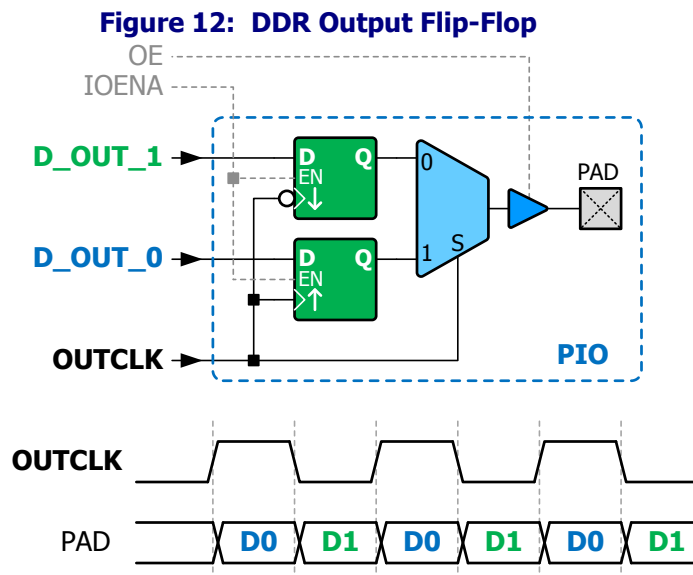 Figure 12: DDR Output Flip-Flop
OE
IOENA
D_OUT_1
D Q
EN
0
PAD
D_OUT_0
D Q
EN
1 S
OUTCLK
PIO
OUTCLK
PAD D0 D1 D0 D1 D0 D1